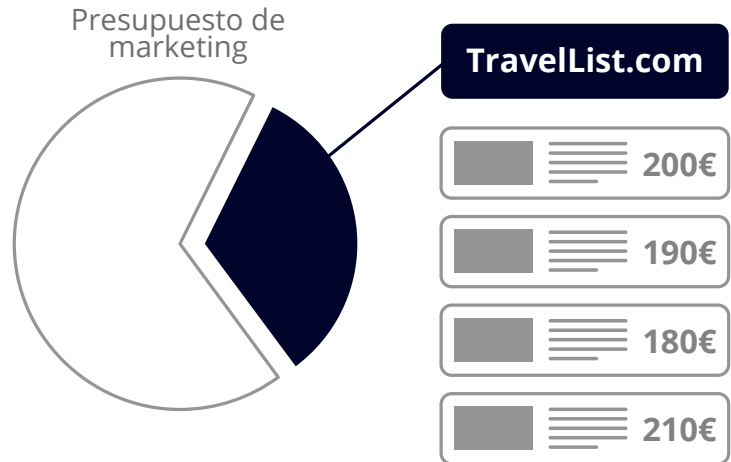 Presupuesto de
marketing
TravelList.com
200€
190€
180€
210€